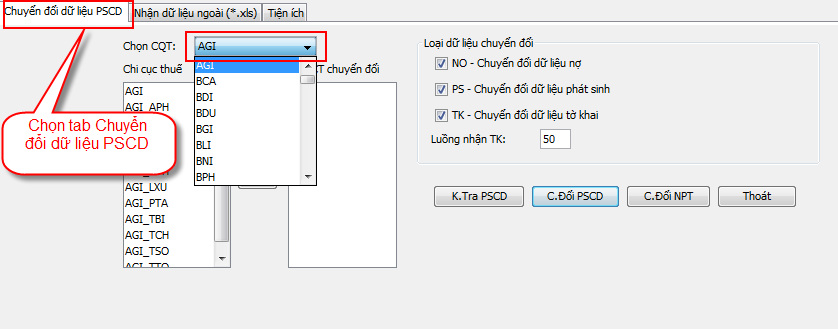 Chuyển đổi dữ liệu PSCD
Nhận dữ liệu ngoài (*.xls)
Tiện ích
Chọn CQT:
AGI
AGI
BCA
BDI
BDU
BGI
BLI
BNI
BPH
Chi cục thuế
T chuyển đổi
AGI
AGI_APH
AGI_LXU
AGI_PTA
AGI_TBI
AGI_TCH
AGI_TSO
AGI_TTO
Chọn tab Chuyển
đổi dữ liệu PSCD
Loại dữ liệu chuyển đổi
NO - Chuyển đổi dữ liệu nợ
PS - Chuyển đổi dữ liệu phát sinh
TK - Chuyển đổi dữ liệu tờ khai
Luồng nhận TK:
50
K.Tra PSCD
C.Đổi PSCD
C.Đổi NPT
Thoát